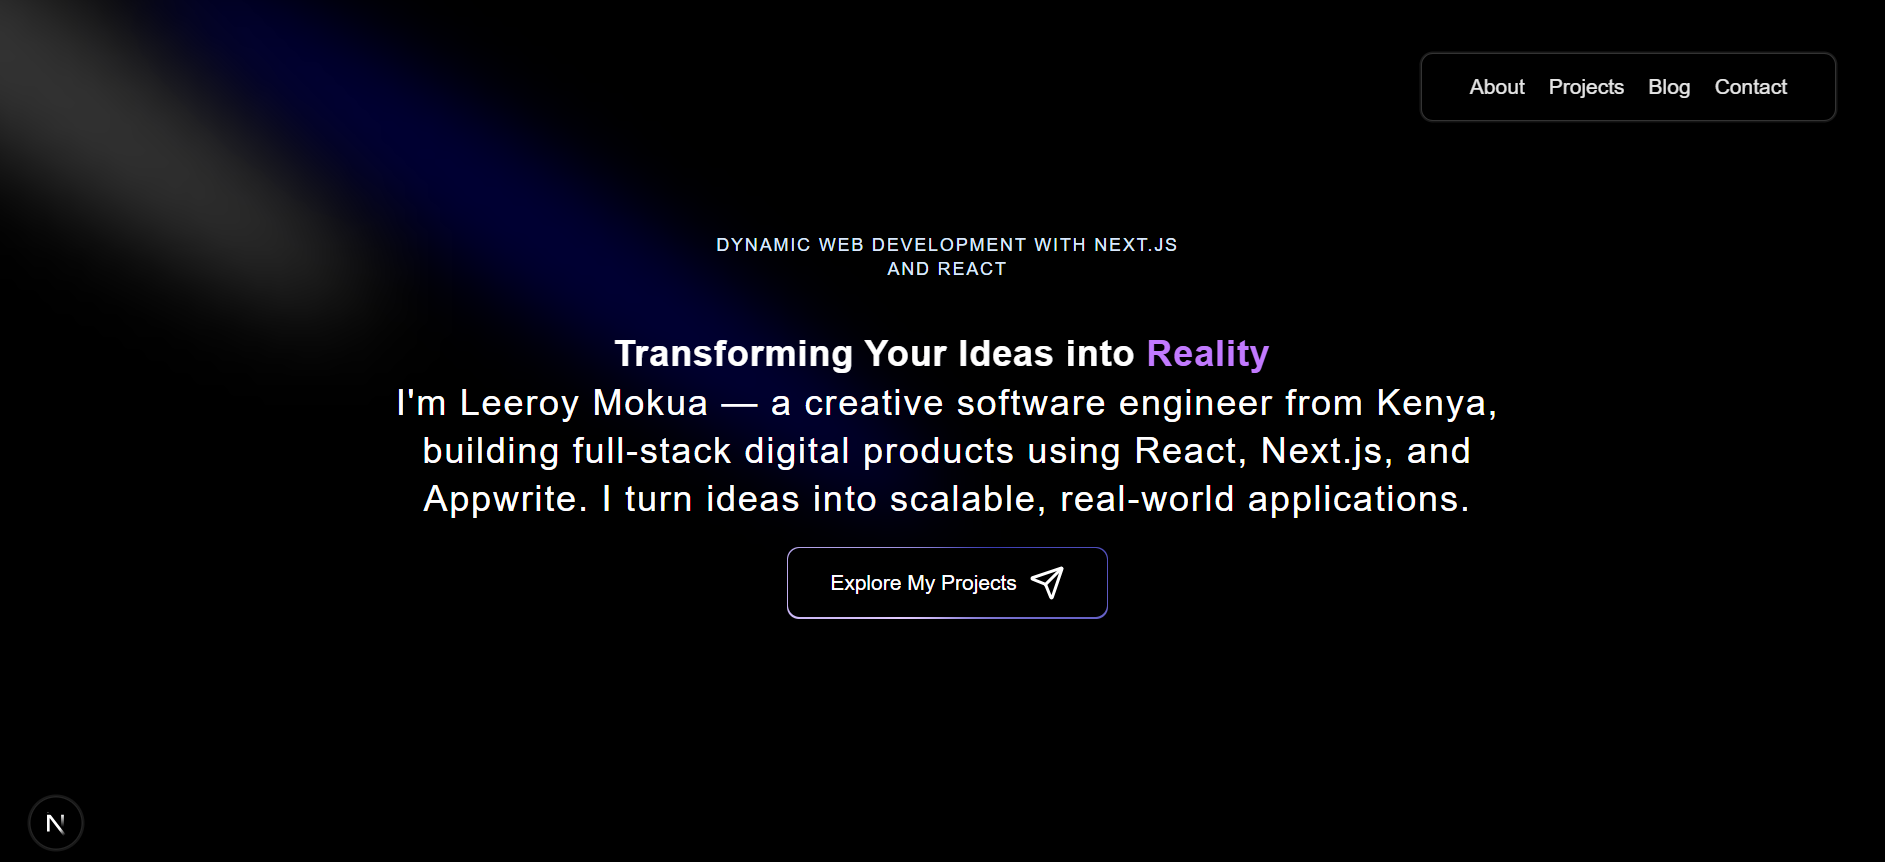 About Projects Blog Contact
DYNAMIC WEB DEVELOPMENT WITH NEXT.JS
AND REACT
Transforming Your Ideas into Reality
I'm Leeroy Mokua — a creative software engineer from Kenya,
building full-stack digital products using React, Next.js, and
Appwrite. I turn ideas into scalable, real-world applications.
Explore My Projects
N